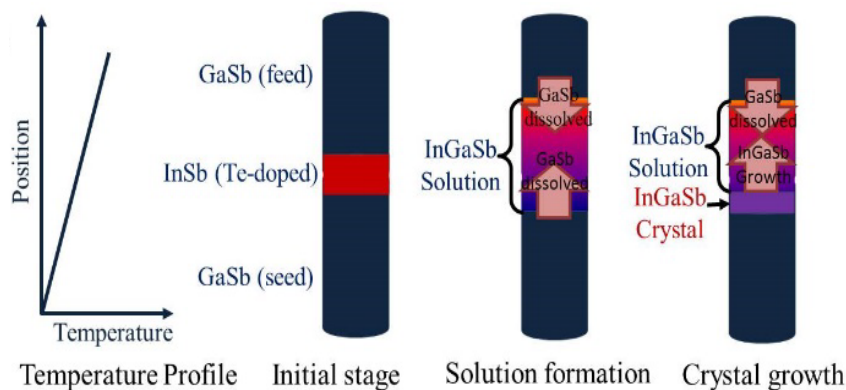 Position
Temperature
Temperature Profile
GaSb (feed)
InSb (Te-doped)
GaSb (seed)
Initial stage
InGaSb
Solution
GaSb
dissolved
GaSb
dissolved
Solution formation
InGaSb
Solution
InGaSb
Crystal
GaSb
dissolved
InGaSb
Growth
Crystal growth